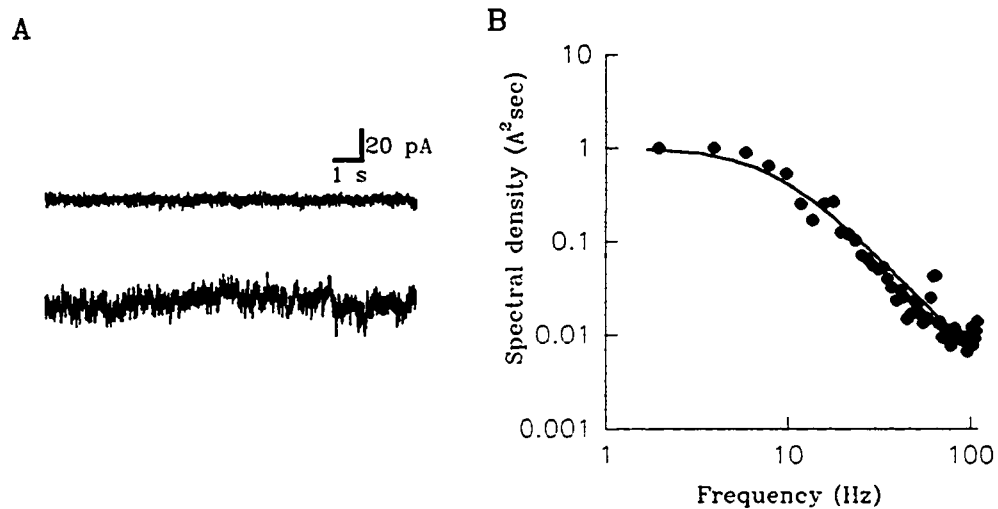 A
20 pA
1 s
B
Spectral density (A²sec)
10
1
0.1
0.01
0.001
1
10
100
Frequency (Hz)